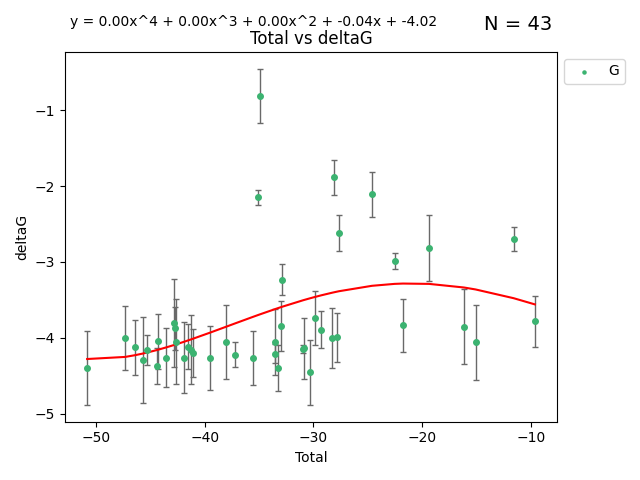 y = 0.00x^4 + 0.00x^3 + 0.00x^2 + -0.04x + -4.02
N = 43
Total vs deltaG
G
deltaG
−1
−2
−3
−4
−5
−50
−40
−30
−20
−10
Total